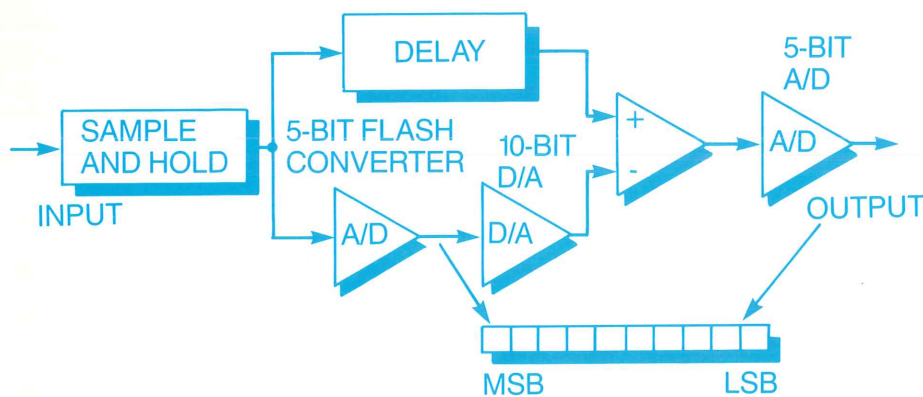 DELAY
5-BIT
A/D
SAMPLE
AND HOLD
5-BIT FLASH
CONVERTER
10-BIT
D/A
+
-
A/D
INPUT
A/D
D/A
OUTPUT
MSB
LSB